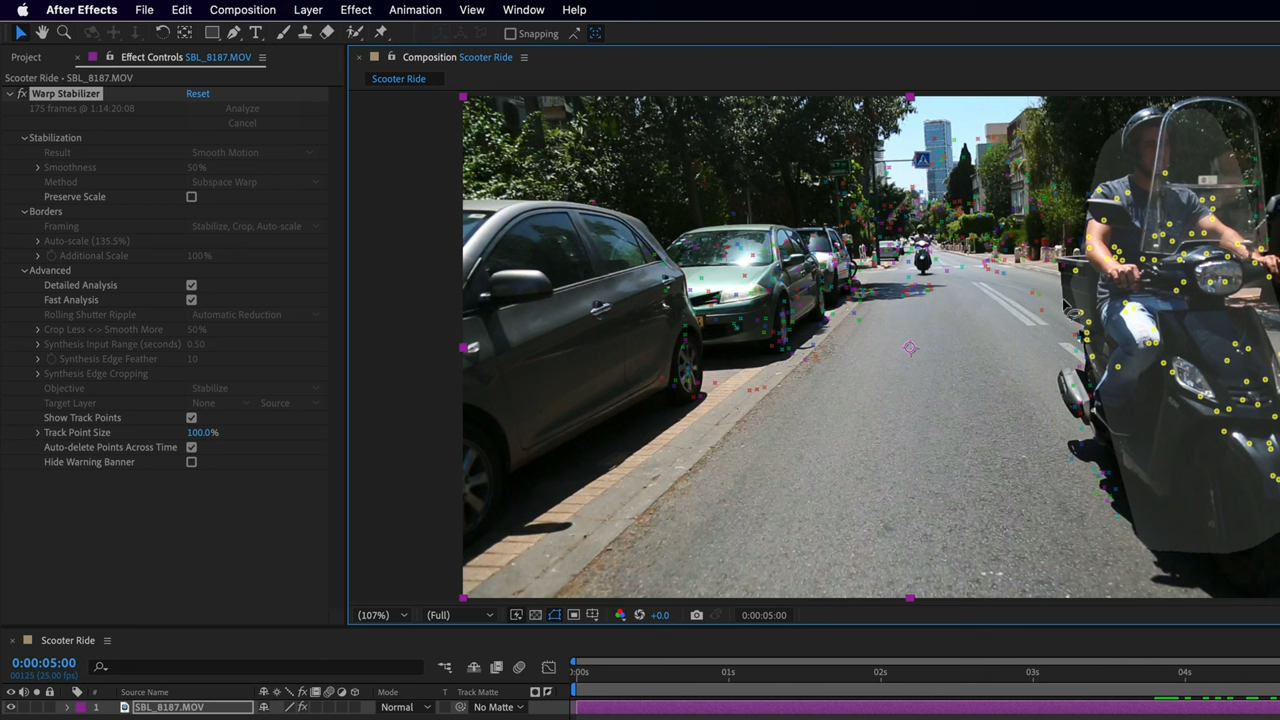 After Effects File Edit Composition Layer Effect Animation View Window Help
Snapping
Project × Effect Controls SBL_8187.MOV
Scooter Ride • SBL_8187.MOV
fx Warp Stabilizer Reset
175 frames @ 1:14:20:08 Analyze
Cancel
Stabilization
Result Smooth Motion
Smoothness 50%
Method Subspace Warp
Preserve Scale
Borders
Framing Stabilize, Crop, Auto-scale
Auto-scale (135.5%)
Additional Scale 100%
Advanced
Detailed Analysis
Fast Analysis
Rolling Shutter Ripple Automatic Reduction
Crop Less <-> Smooth More 50%
Synthesis Input Range (seconds) 0.50
Synthesis Edge Feather 10
Synthesis Edge Cropping
Objective Stabilize
Target Layer None Source
Show Track Points
Track Point Size 100.0%
Auto-delete Points Across Time
Hide Warning Banner
× Composition Scooter Ride
Scooter Ride
(107%) (Full) +0.0 0:00:05:00
× Scooter Ride
0:00:05:00
00125 (25.00 fps)
:00s 01s 02s 03s 04s
# Source Name fx Mode T Track Matte
1 SBL_8187.MOV fx Normal No Matte